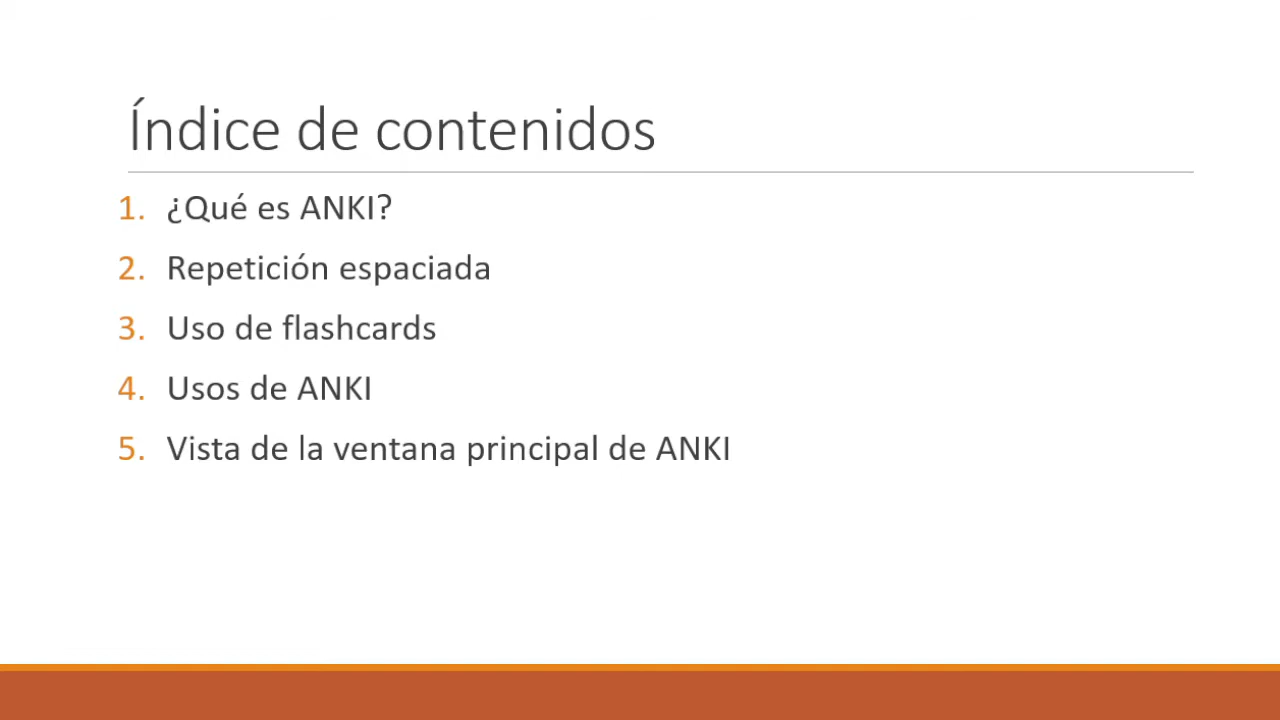 Índice de contenidos
1. ¿Qué es ANKI?
2. Repetición espaciada
3. Uso de flashcards
4. Usos de ANKI
5. Vista de la ventana principal de ANKI